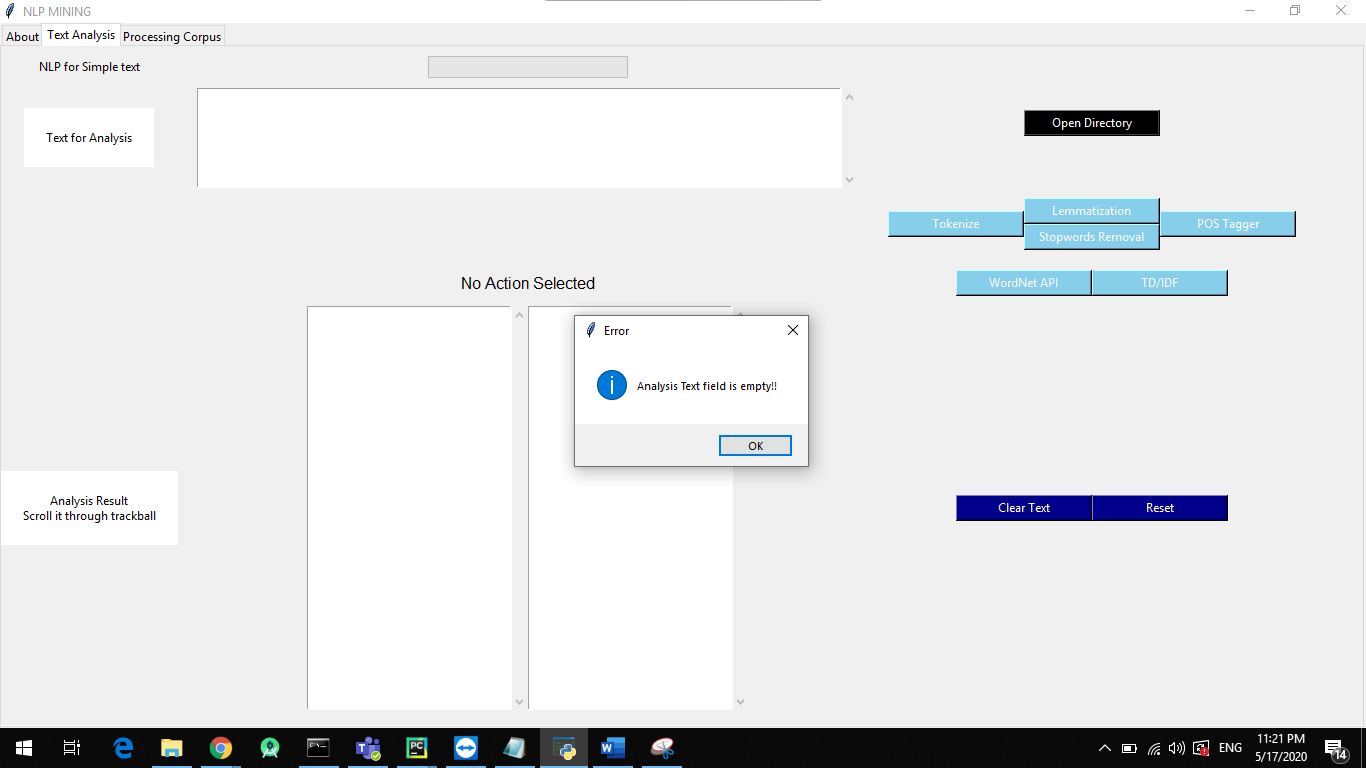 NLP MINING
About
Text Analysis
Processing Corpus
NLP for Simple text
Text for Analysis
Open Directory
Tokenize
Lemmatization
Stopwords Removal
POS Tagger
WordNet API
TD/IDF
No Action Selected
Error
Analysis Text field is empty!!
OK
Analysis Result
Scroll it through trackball
Clear Text
Reset
PC
W
ENG
11:21 PM
5/17/2020
14